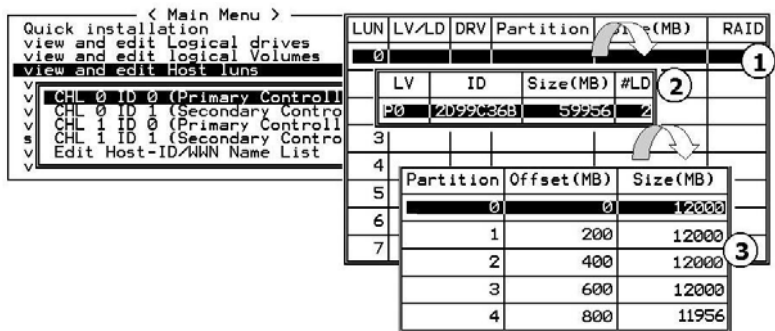 < Main Menu >
Quick installation
view and edit Logical drives
view and edit logical Volumes
view and edit Host luns
v
v CHL 0 ID 0 (Primary Controll
v CHL 0 ID 1 (Secondary Contro
v CHL 1 ID 0 (Primary Controll
s CHL 1 ID 1 (Secondary Contro
v Edit Host-ID/WWN Name List
v
LUN LV/LD DRV Partition Size(MB) RAID
0
1
LV ID Size(MB) #LD
2
P0 2D99C36B 59956 2
3
4
5
6
7
Partition Offset(MB) Size(MB)
0 0 12000
1 200 12000
2 400 12000
3 600 12000
4 800 11956
3